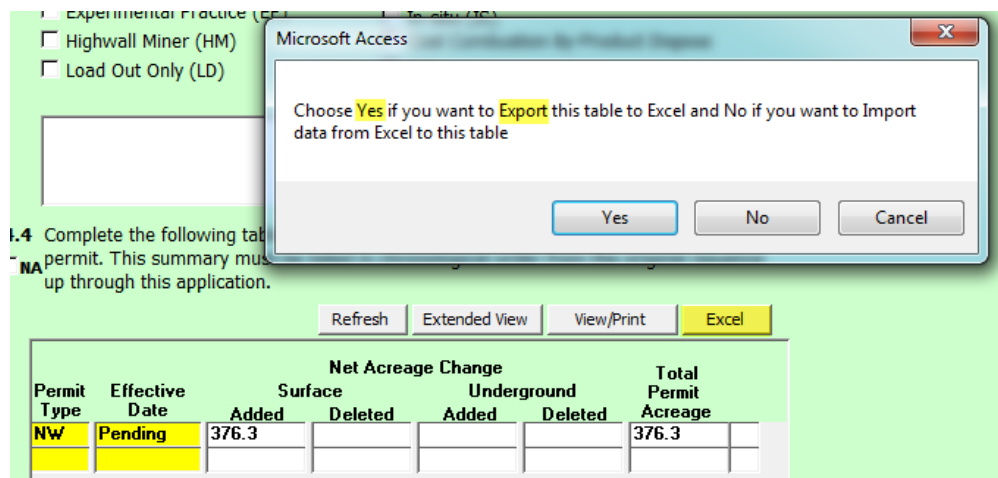 Experimental Practice (EP)
Highwall Miner (HM)
Load Out Only (LD)
Microsoft Access
Choose Yes if you want to Export this table to Excel and No if you want to Import
data from Excel to this table
Yes No Cancel
4.4 Complete the following tab
NA permit. This summary mus
up through this application.
Refresh Extended View View/Print Excel
Net Acreage Change Total
Permit Effective Surface Underground Permit
Type Date Added Deleted Added Deleted Acreage
NW Pending 376.3 376.3